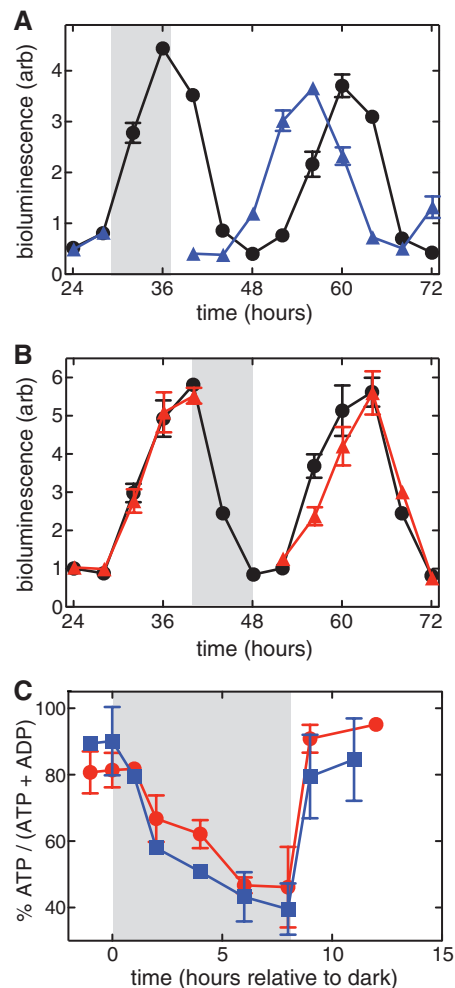 A
bioluminescence (arb)
4
3
2
1
0
24 36 48 60 72
time (hours)
B
bioluminescence (arb)
6
5
4
3
2
1
0
24 36 48 60 72
time (hours)
C
% ATP / (ATP + ADP)
100
80
60
40
0 5 10 15
time (hours relative to dark)